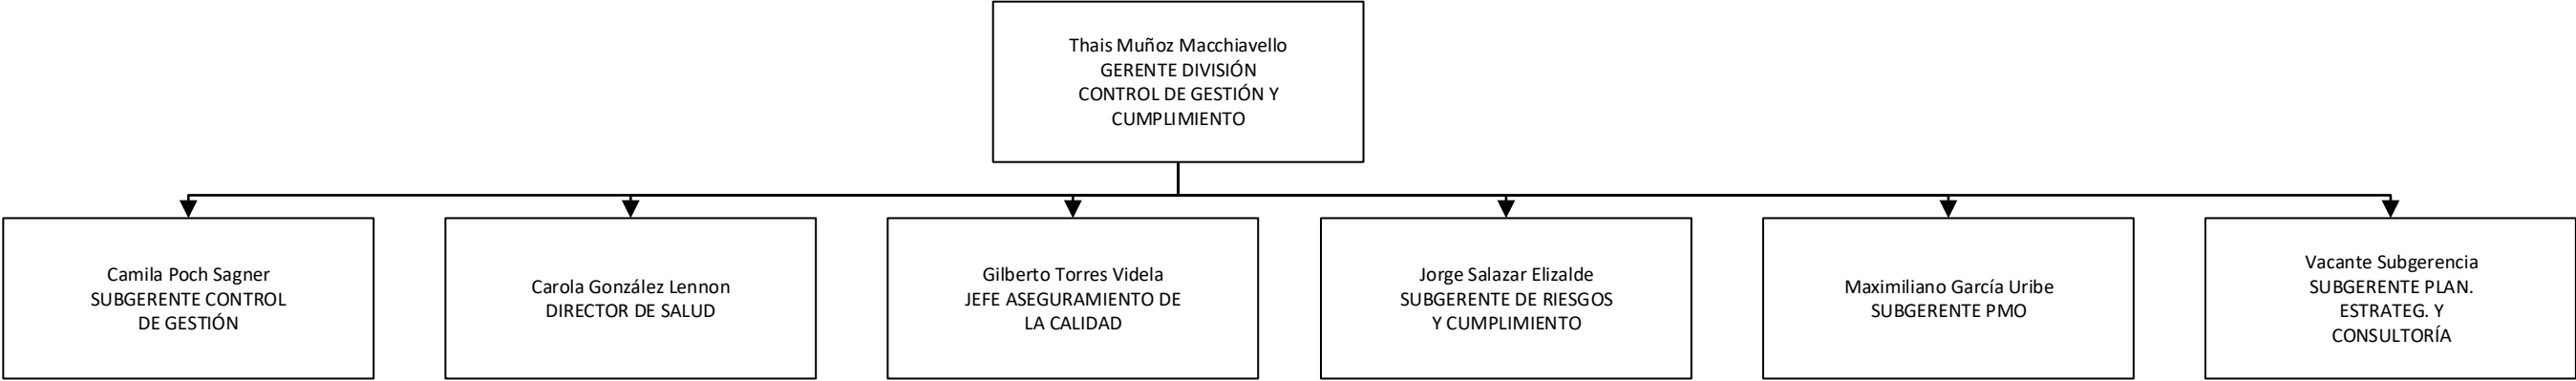 Thais Muñoz Macchiavello
GERENTE DIVISIÓN
CONTROL DE GESTIÓN Y
CUMPLIMIENTO
Camila Poch Sagner
SUBGERENTE CONTROL
DE GESTIÓN
Carola González Lennon
DIRECTOR DE SALUD
Gilberto Torres Videla
JEFE ASEGURAMIENTO DE
LA CALIDAD
Jorge Salazar Elizalde
SUBGERENTE DE RIESGOS
Y CUMPLIMIENTO
Maximiliano García Uribe
SUBGERENTE PMO
Vacante Subgerencia
SUBGERENTE PLAN.
ESTRATEG. Y
CONSULTORÍA